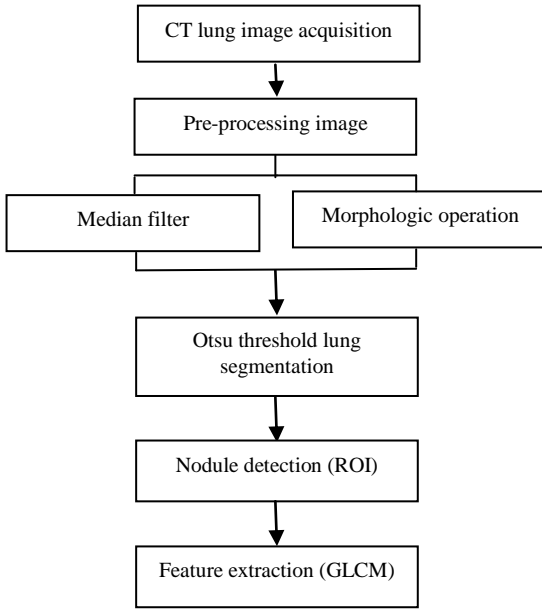 CT lung image acquisition
Pre-processing image
Median filter
Morphologic operation
Otsu threshold lung
segmentation
Nodule detection (ROI)
Feature extraction (GLCM)